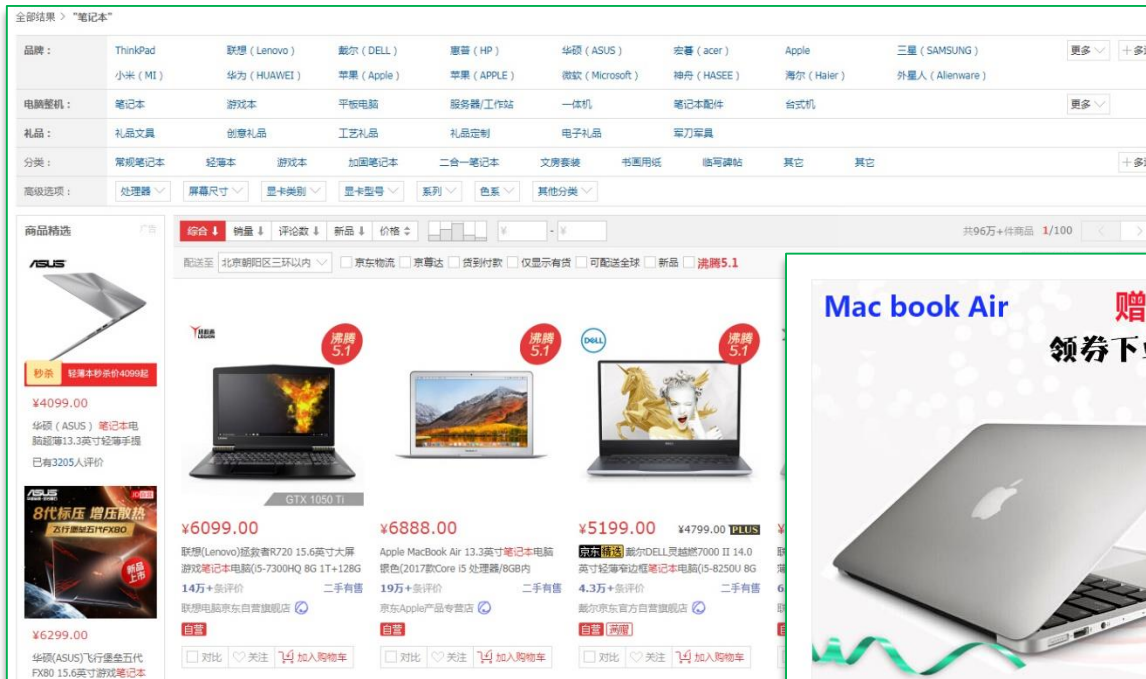 全部结果 > "笔记本"
品牌： ThinkPad 联想（Lenovo） 戴尔（DELL） 惠普（HP） 华硕（ASUS） 宏碁（acer） Apple 三星（SAMSUNG） 更多 +多
小米（MI） 华为（HUAWEI） 苹果（Apple） 苹果（APPLE） 微软（Microsoft） 神舟（HASEE） 海尔（Haier） 外星人（Alienware）
电脑整机： 笔记本 游戏本 平板电脑 服务器/工作站 一体机 笔记本配件 台式机 更多
礼品： 礼品文具 创意礼品 工艺礼品 礼品定制 电子礼品 军刀军具
分类： 常规笔记本 轻薄本 游戏本 加固笔记本 二合一笔记本 文房套装 书画用纸 临写碑帖 其它 其它 +多
高级选项： 处理器 屏幕尺寸 显卡类别 显卡型号 系列 色系 其他分类
商品精选 广告
ASUS
秒杀 轻薄本秒杀价4099起
¥4099.00
华硕（ASUS）笔记本电
脑超薄13.3英寸轻薄手提
已有3205人评价
ASUS
8代标压 增压散热
飞行堡垒五代FX80
新品
上市
¥6299.00
华硕(ASUS)飞行堡垒五代
FX80 15.6英寸游戏笔记本
综合 销量 评论数 新品 价格 ¥ - ¥ 共96万+件商品 1/100 < >
配送至 北京朝阳区三环以内 京东物流 京尊达 货到付款 仅显示有货 可配送全球 新品 沸腾5.1
拯救者
LEGION
沸腾
5.1
GTX 1050 Ti
¥6099.00
联想(Lenovo)拯救者R720 15.6英寸大屏
游戏笔记本电脑(i5-7300HQ 8G 1T+128G
14万+条评价 二手有售
联想电脑京东自营旗舰店
自营
对比 关注 加入购物车
沸腾
5.1
¥6888.00
Apple MacBook Air 13.3英寸笔记本电脑
银色(2017款Core i5 处理器/8GB内
19万+条评价 二手有售
京东Apple产品专营店
自营
对比 关注 加入购物车
DELL
沸腾
5.1
¥5199.00 ¥4799.00 PLUS
京东精选 戴尔DELL灵越燃7000 II 14.0
英寸轻薄窄边框笔记本电脑(i5-8250U 8G
4.3万+条评价 二手有售
戴尔京东官方自营旗舰店
自营 满赠
对比 关注 加入购物车
Mac book Air 赠
领券下